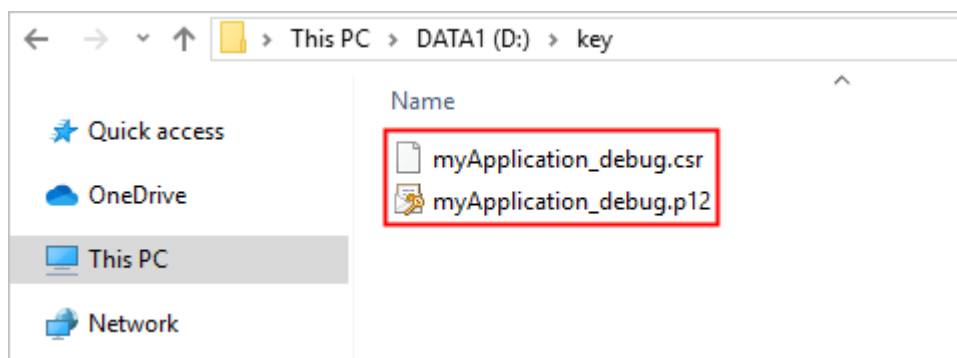 This PC > DATA1 (D:) > key
Name
Quick access
myApplication_debug.csr
OneDrive
myApplication_debug.p12
This PC
Network